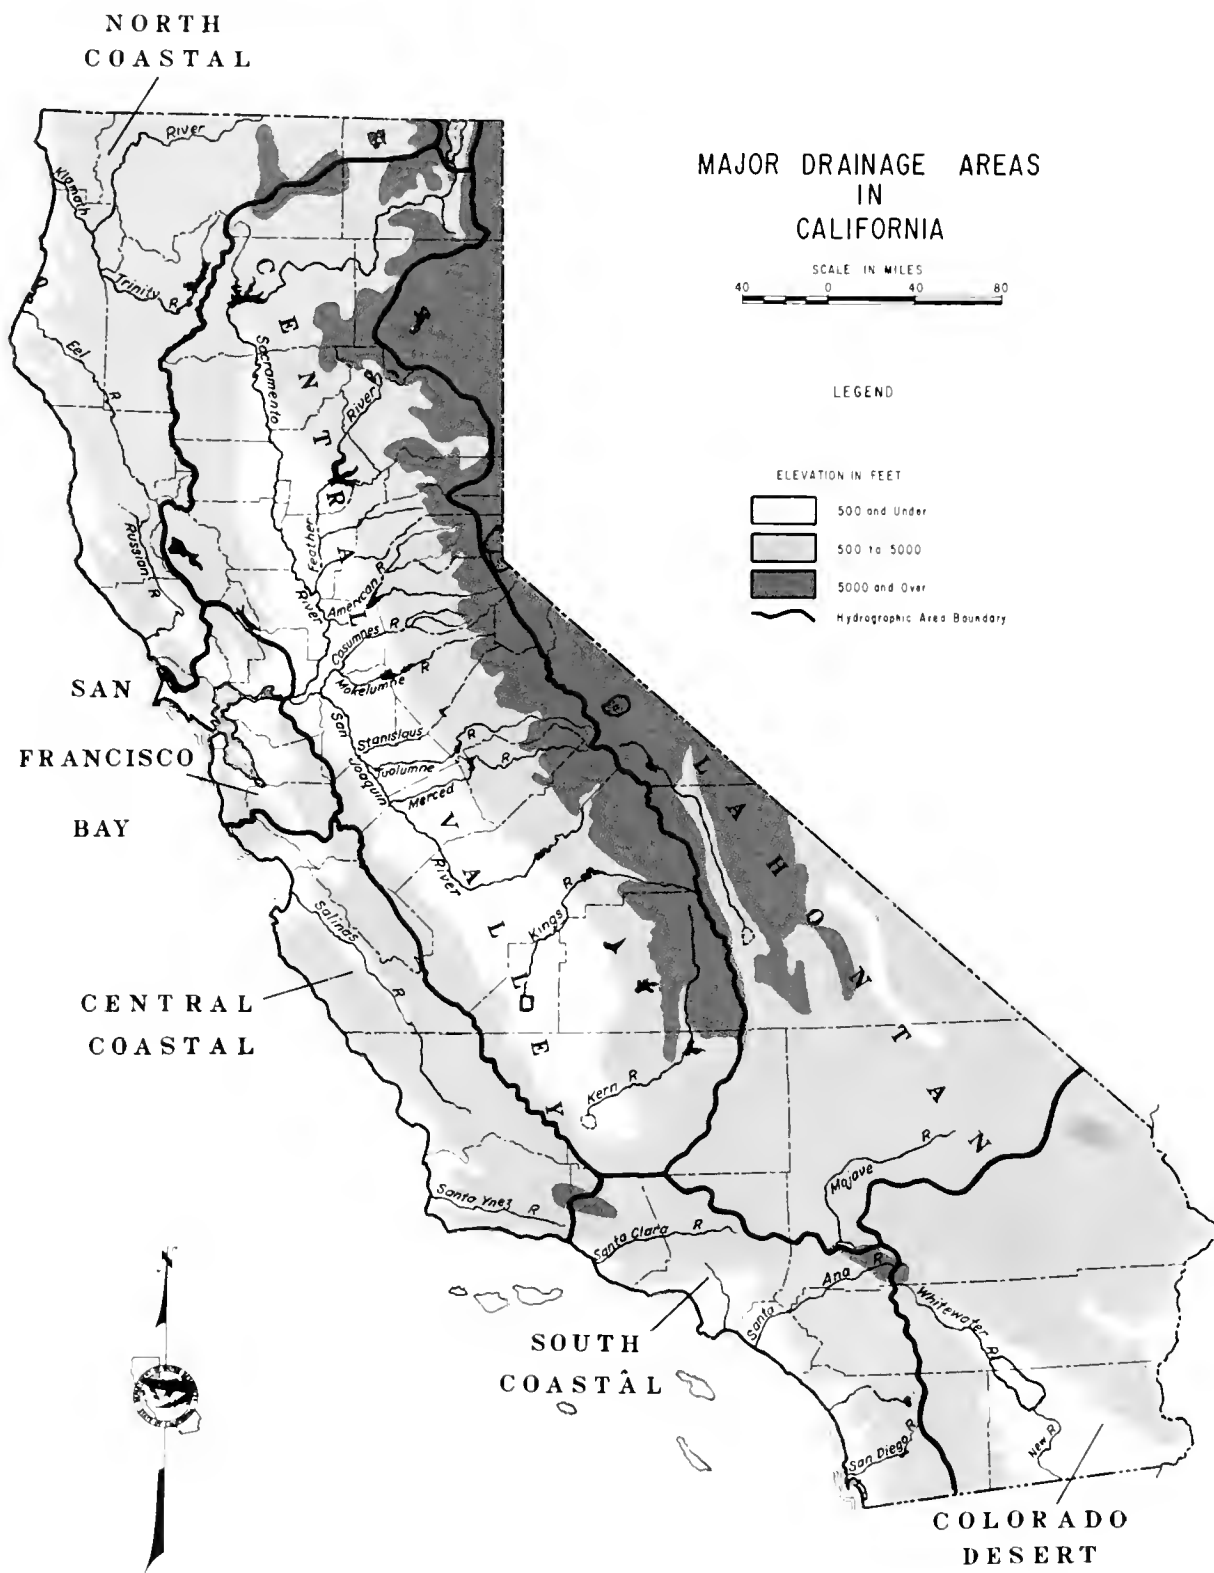 NORTH
COASTAL
MAJOR DRAINAGE AREAS
IN
CALIFORNIA
SCALE IN MILES
40 0 40 80
LEGEND
ELEVATION IN FEET
500 and Under
500 to 5000
5000 and Over
Hydrographic Area Boundary
River
Klamath
Trinity R.
Eel
R
Russian
R
CENTRAL
VALLEY
Sacramento
River
River
Feather
American R
Cosumnes R
Mokelumne R
San
Joaquin
River
Stanislaus R
Tuolumne R
Merced
Kings R
Kern R
LAHONTAN
SAN
FRANCISCO
BAY
Salinas
R
CENTRAL
COASTAL
Santa Ynez R
Santa Clara R
Mojave R
Santa Ana R
Whitewater R
SOUTH
COASTAL
San Diego R
New R
COLORADO
DESERT